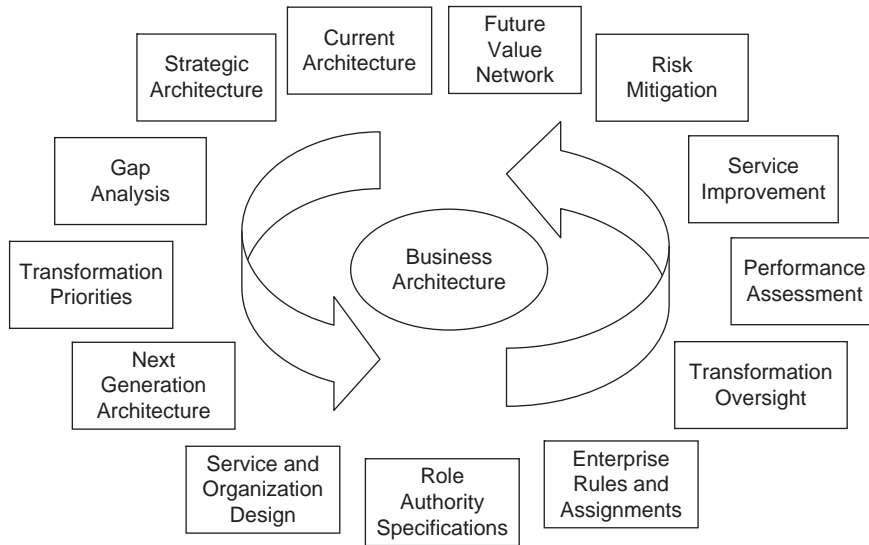 Current
Architecture
Future
Value
Network
Strategic
Architecture
Risk
Mitigation
Gap
Analysis
Service
Improvement
Business
Architecture
Transformation
Priorities
Performance
Assessment
Next
Generation
Architecture
Transformation
Oversight
Service and
Organization
Design
Role
Authority
Specifications
Enterprise
Rules and
Assignments